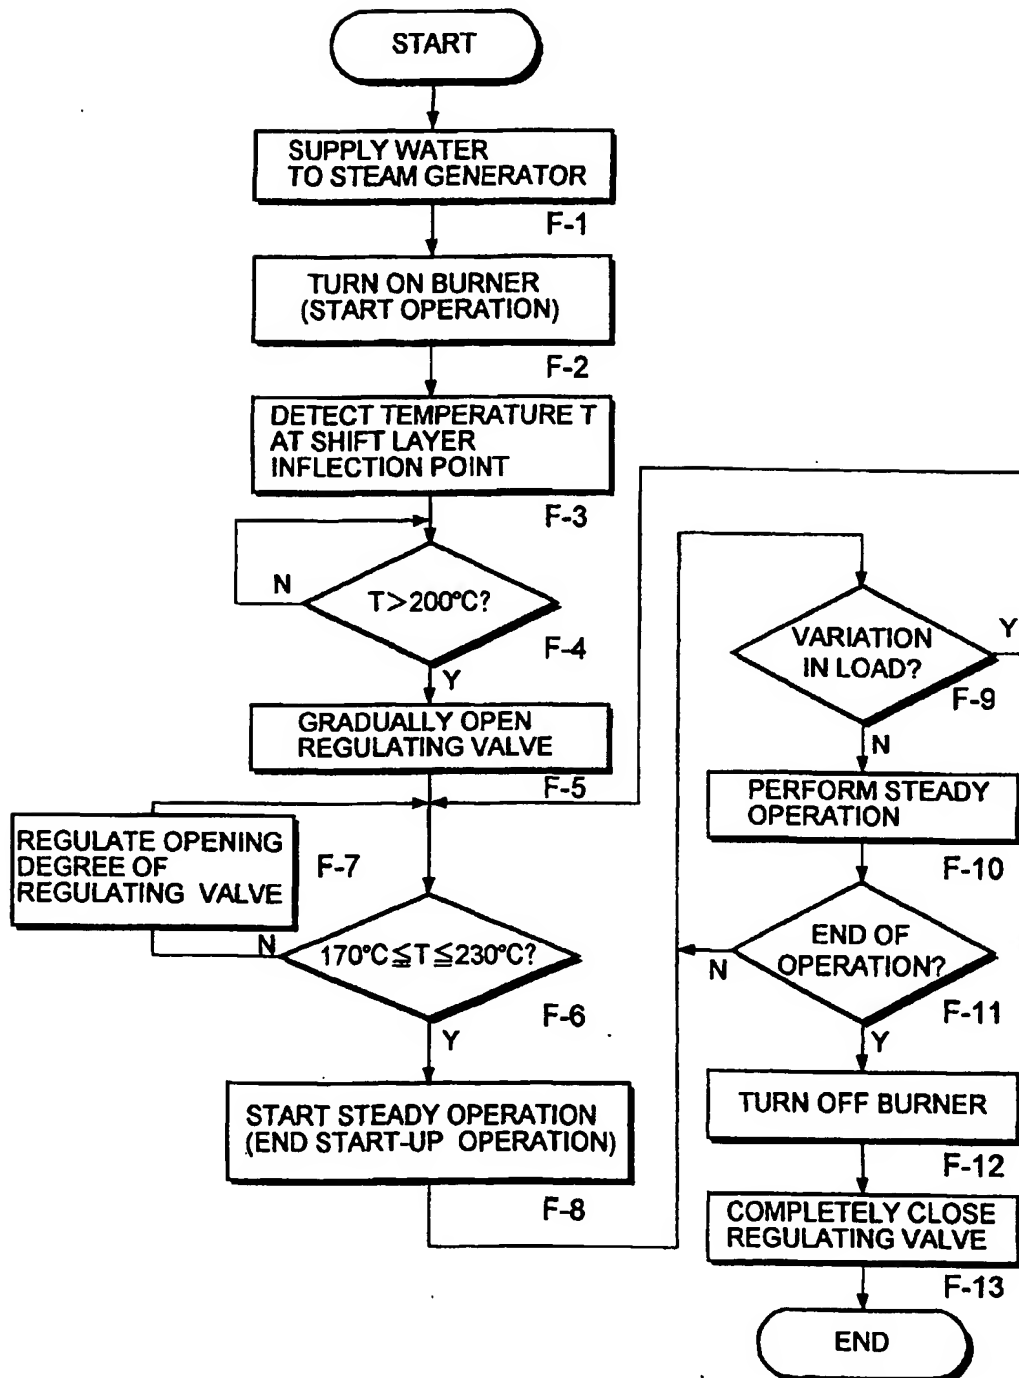 START
SUPPLY WATER
TO STEAM GENERATOR
F-1
TURN ON BURNER
(START OPERATION)
F-2
DETECT TEMPERATURE T
AT SHIFT LAYER
INFLECTION POINT
F-3
N
T>200°C?
F-4
Y
GRADUALLY OPEN
REGULATING VALVE
F-5
REGULATE OPENING
DEGREE OF
REGULATING VALVE
F-7
N
170°C≦T≦230°C?
F-6
Y
START STEADY OPERATION
(END START-UP OPERATION)
F-8
VARIATION
IN LOAD?
Y
F-9
N
PERFORM STEADY
OPERATION
F-10
END OF
OPERATION?
N
F-11
Y
TURN OFF BURNER
F-12
COMPLETELY CLOSE
REGULATING VALVE
F-13
END